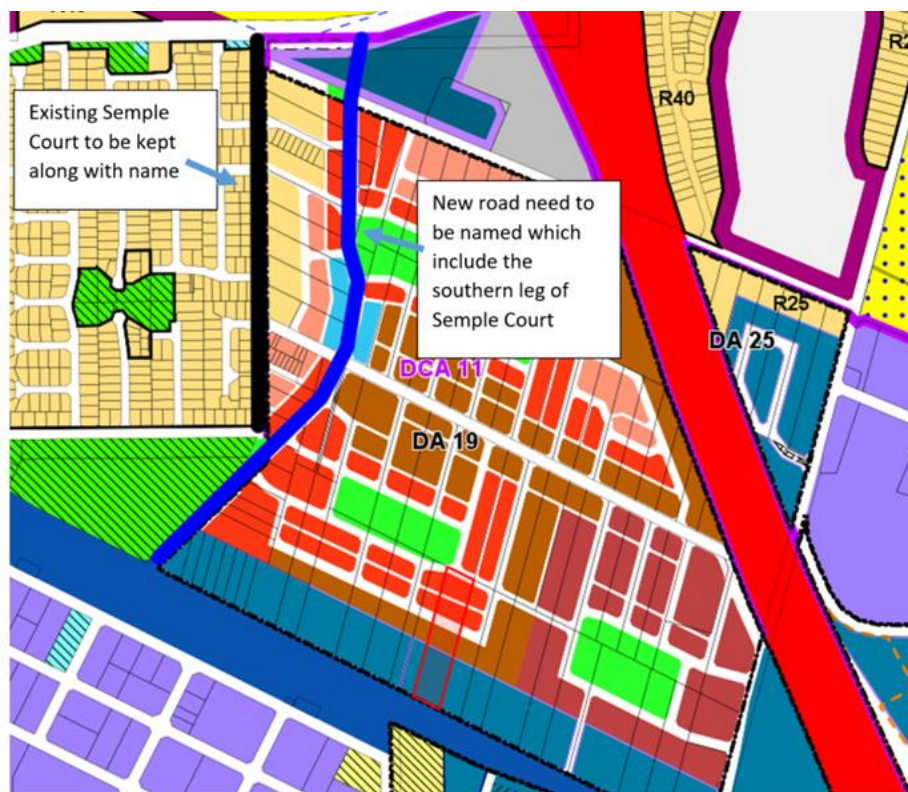 Existing Semple
Court to be kept
along with name
New road need to
be named which
include the
southern leg of
Semple Court
R40
R25
DA 25
DCA 11
DA 19